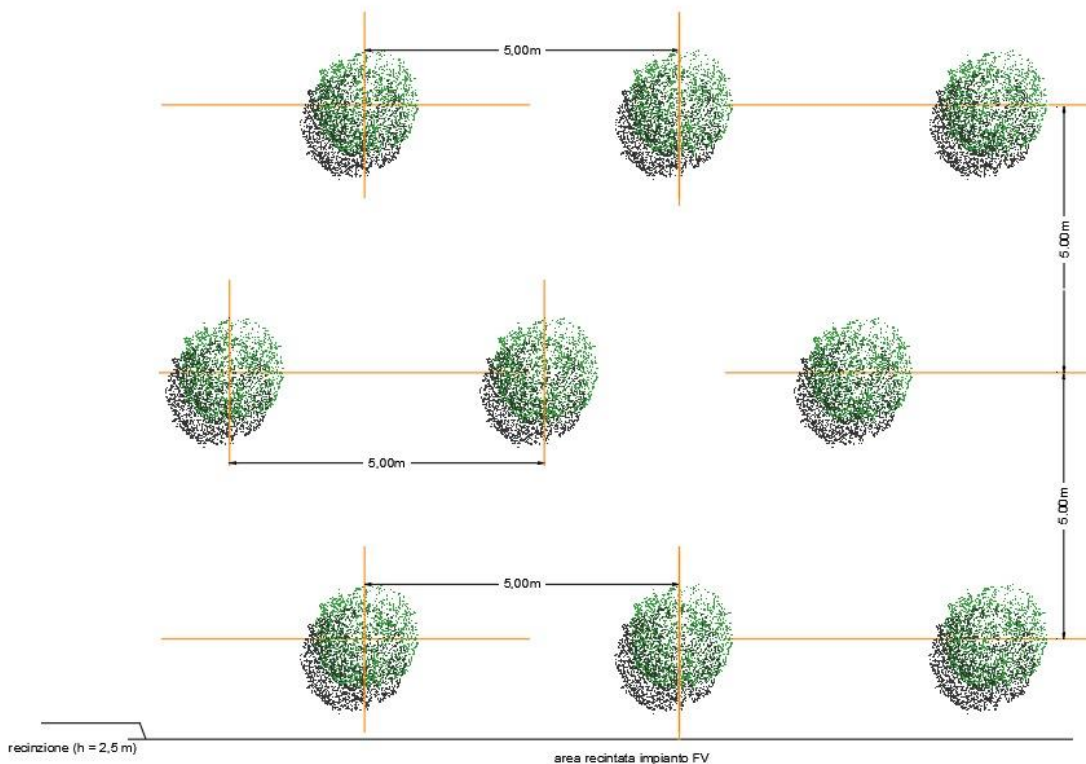 5,00m
5.00m
5,00m
5.00m
5,00m
recinzione (h = 2,5 m)
area recintata impianto FV